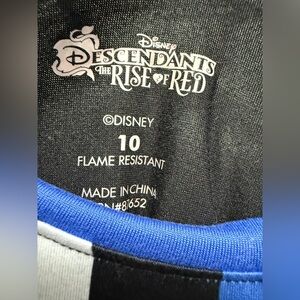 Disney
DESCENDANTS
THE RISE OF RED
©DISNEY
10
FLAME RESISTANT
MADE IN CHINA